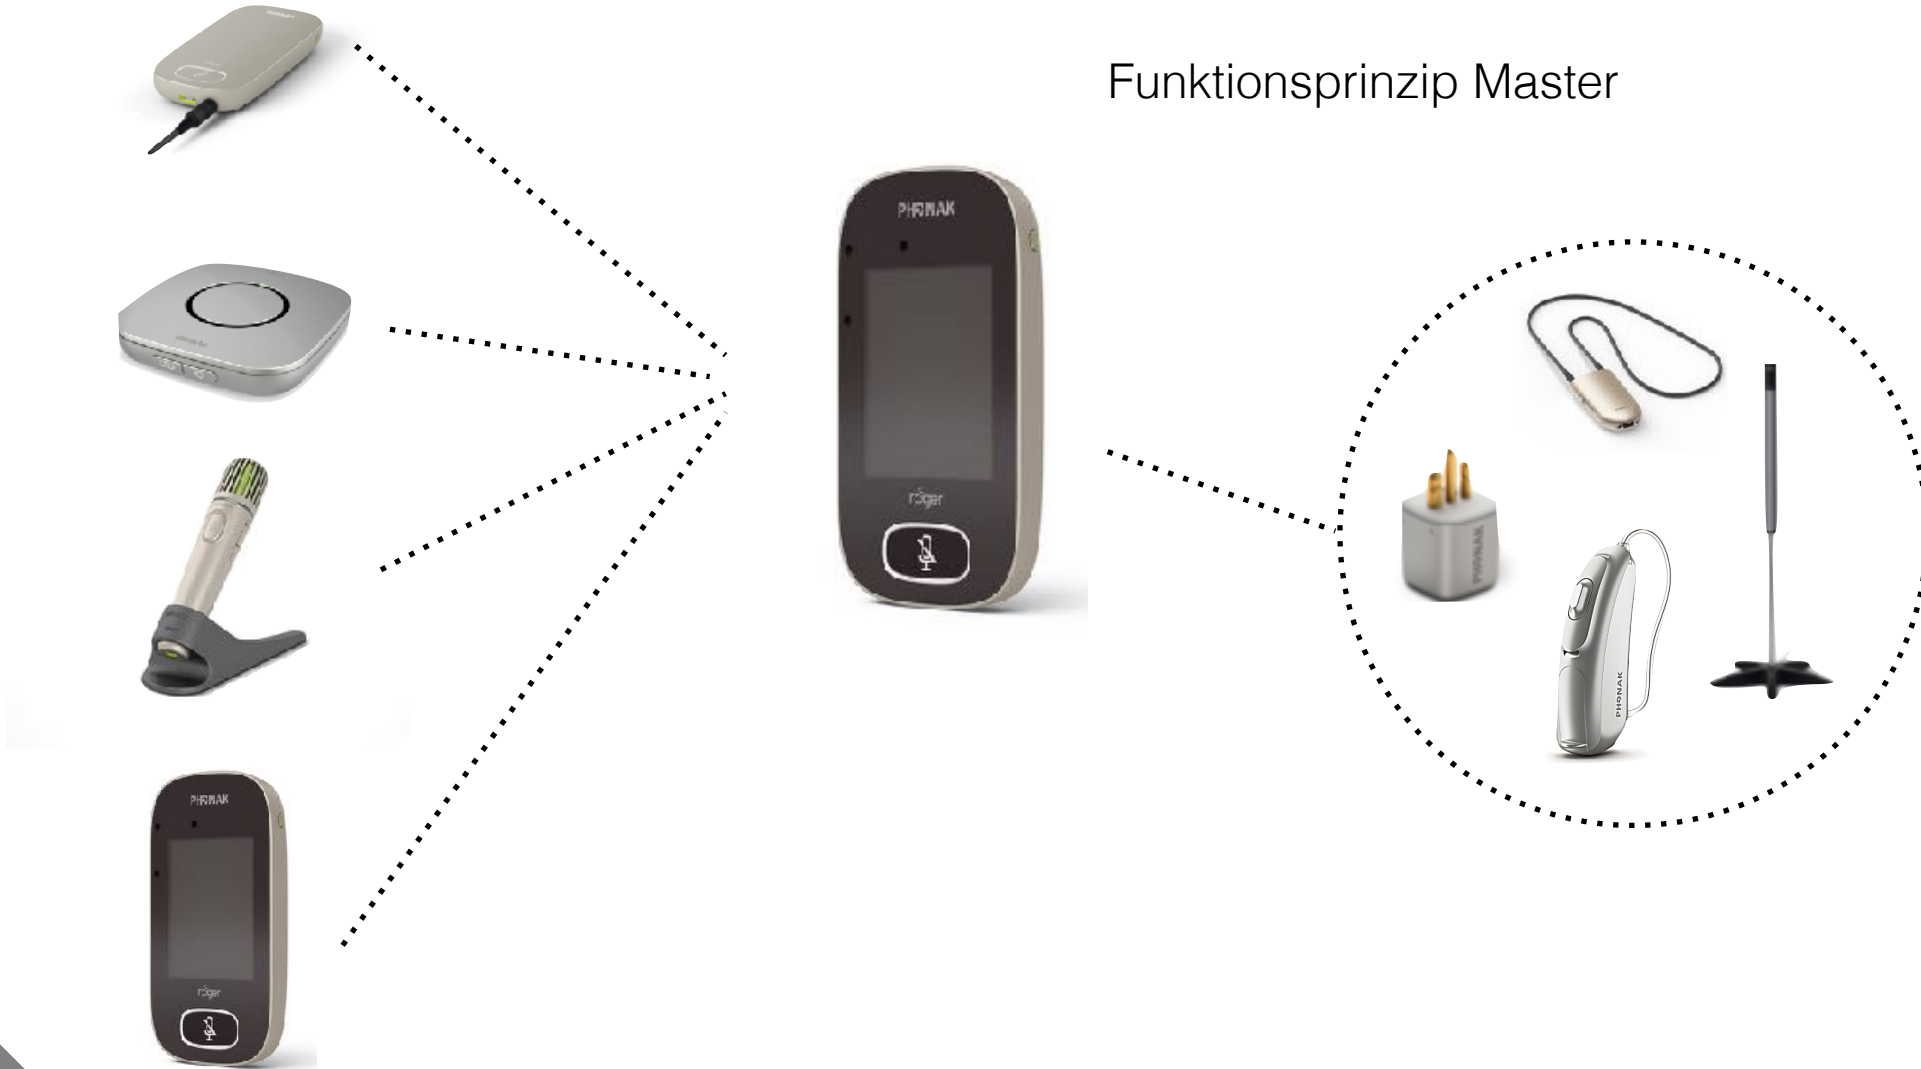 Funktionsprinzip Master
PHONAK
roger
PHONAK
PHONAK
PHONAK
roger